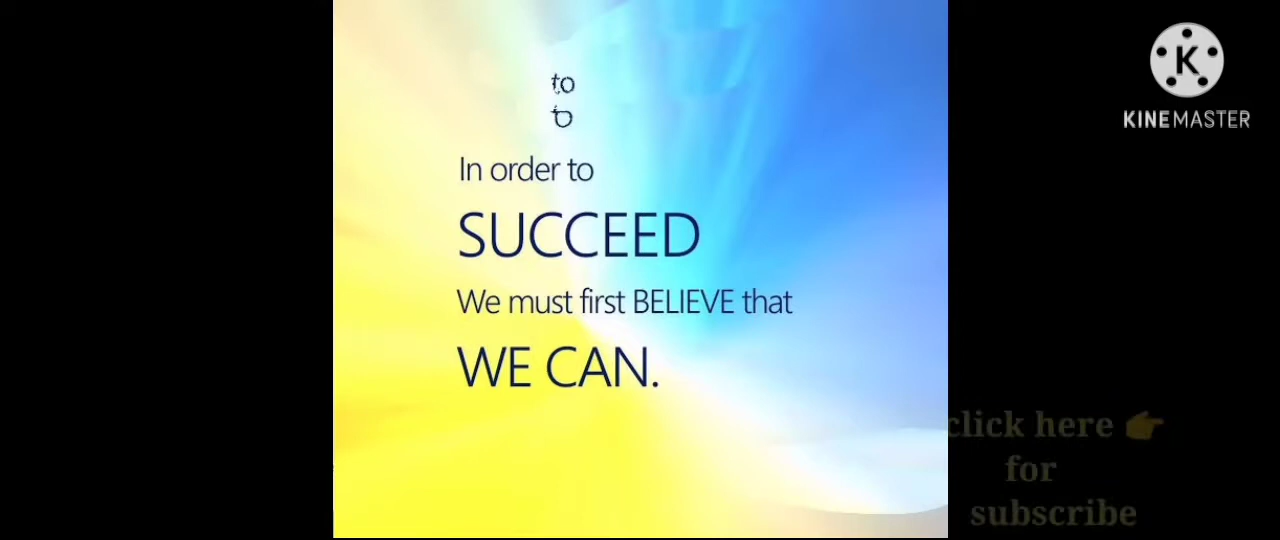 to
to
In order to
SUCCEED
We must first BELIEVE that
WE CAN.
K
KINEMASTER
click here 👉
for
subscribe